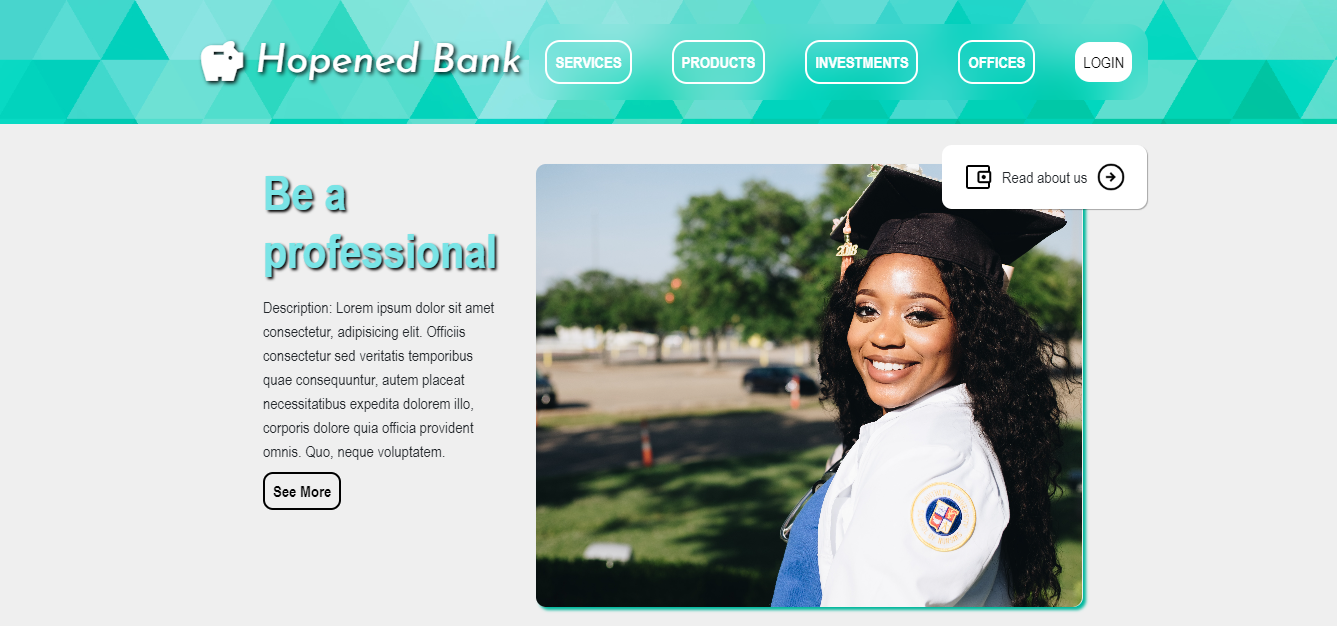 Hopened Bank
SERVICES
PRODUCTS
INVESTMENTS
OFFICES
LOGIN
Read about us
Be a
professional
Description: Lorem ipsum dolor sit amet
consectetur, adipisicing elit. Officiis
consectetur sed veritatis temporibus
quae consequuntur, autem placeat
necessitatibus expedita dolorem illo,
corporis dolore quia officia provident
omnis. Quo, neque voluptatem.
See More
2018